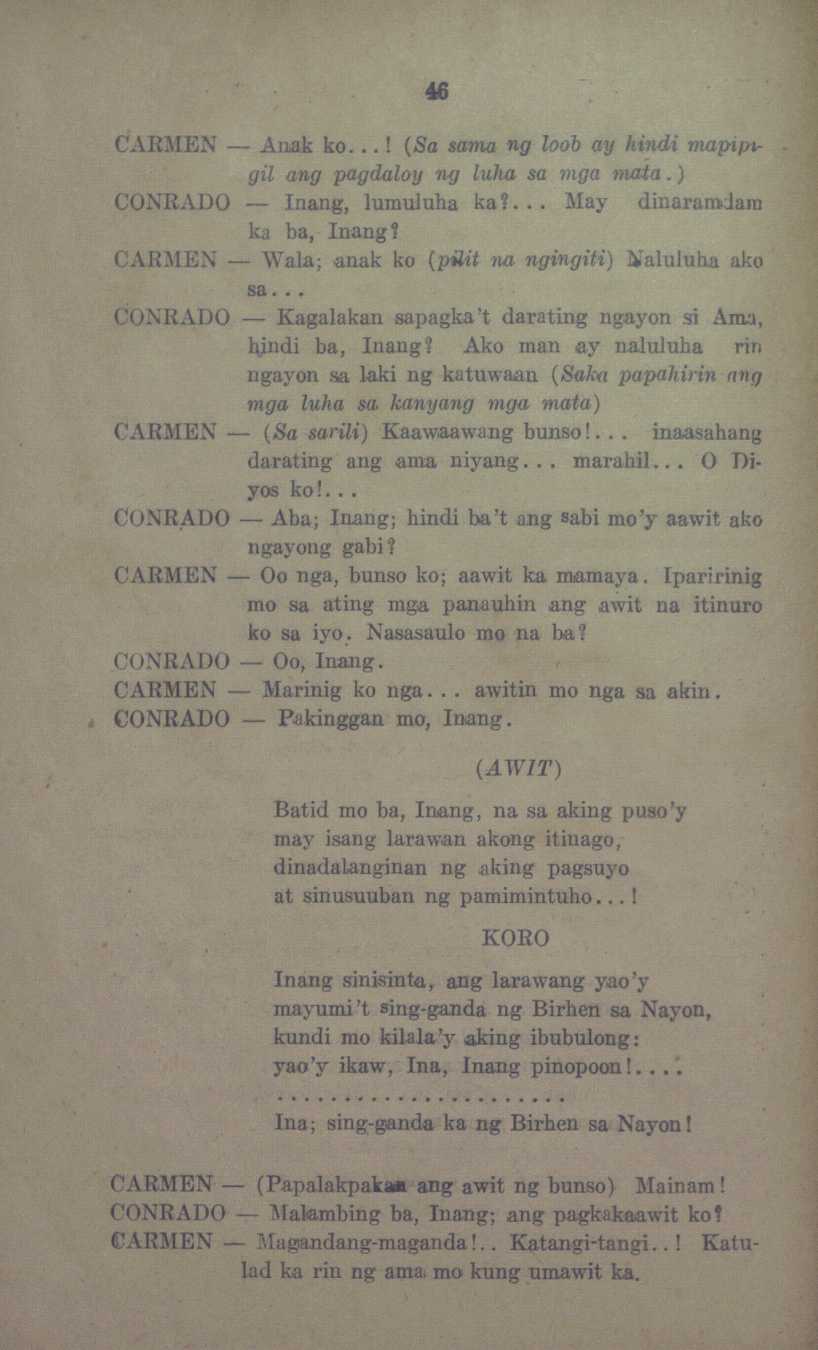 46
CARMEN — Anak ko...! (Sa sama ng loob ay hindi mapipi-
gil ang pagdaloy ng luha sa mga mata.)
CONRADO — Inang, lumuluha ka?... May dinaramdam
ka ba, Inang?
CARMEN — Wala; anak ko (pilit na ngingiti) Naluluha ako
sa...
CONRADO — Kagalakan sapagka't darating ngayon si Ama,
hindi ba, Inang? Ako man ay naluluha rin
ngayon sa laki ng katuwaan (Saka papahirin ang
mga luha sa kanyang mga mata)
CARMEN — (Sa sarili) Kaawaawang bunso!... inaasahang
darating ang ama niyang... marahil... O Di-
yos ko!...
CONRADO — Aba; Inang; hindi ba't ang sabi mo'y aawit ako
ngayong gabi?
CARMEN — Oo nga, bunso ko; aawit ka mamaya. Iparirinig
mo sa ating mga panauhin ang awit na itinuro
ko sa iyo. Nasasaulo mo na ba?
CONRADO — Oo, Inang.
CARMEN — Marinig ko nga... awitin mo nga sa akin.
CONRADO — Pakinggan mo, Inang.
(AWIT)
Batid mo ba, Inang, na sa aking puso'y
may isang larawan akong itinago,
dinadalanginan ng aking pagsuyo
at sinusuuban ng pamimintuho...!
KORO
Inang sinisinta, ang larawang yao'y
mayumi't sing-ganda ng Birhen sa Nayon,
kundi mo kilala'y aking ibubulong:
yao'y ikaw, Ina, Inang pinopoon!....
......................
Ina; sing-ganda ka ng Birhen sa Nayon!
CARMEN — (Papalakpakan ang awit ng bunso) Mainam!
CONRADO — Malambing ba, Inang; ang pagkakaawit ko?
CARMEN — Magandang-maganda!.. Katangi-tangi..! Katu-
lad ka rin ng ama mo kung umawit ka.